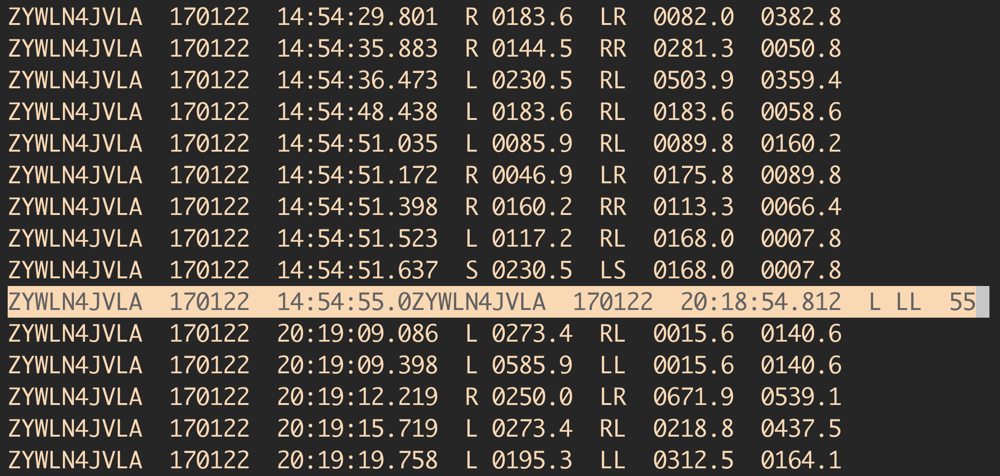 ZYWLN4JVLA  170122  14:54:29.801  R 0183.6  LR  0082.0  0382.8
ZYWLN4JVLA  170122  14:54:35.883  R 0144.5  RR  0281.3  0050.8
ZYWLN4JVLA  170122  14:54:36.473  L 0230.5  RL  0503.9  0359.4
ZYWLN4JVLA  170122  14:54:48.438  L 0183.6  RL  0183.6  0058.6
ZYWLN4JVLA  170122  14:54:51.035  L 0085.9  RL  0089.8  0160.2
ZYWLN4JVLA  170122  14:54:51.172  R 0046.9  LR  0175.8  0089.8
ZYWLN4JVLA  170122  14:54:51.398  R 0160.2  RR  0113.3  0066.4
ZYWLN4JVLA  170122  14:54:51.523  L 0117.2  RL  0168.0  0007.8
ZYWLN4JVLA  170122  14:54:51.637  S 0230.5  LS  0168.0  0007.8
ZYWLN4JVLA  170122  14:54:55.0ZYWLN4JVLA  170122  20:18:54.812  L LL  55
ZYWLN4JVLA  170122  20:19:09.086  L 0273.4  RL  0015.6  0140.6
ZYWLN4JVLA  170122  20:19:09.398  L 0585.9  LL  0015.6  0140.6
ZYWLN4JVLA  170122  20:19:12.219  R 0250.0  LR  0671.9  0539.1
ZYWLN4JVLA  170122  20:19:15.719  L 0273.4  RL  0218.8  0437.5
ZYWLN4JVLA  170122  20:19:19.758  L 0195.3  LL  0312.5  0164.1